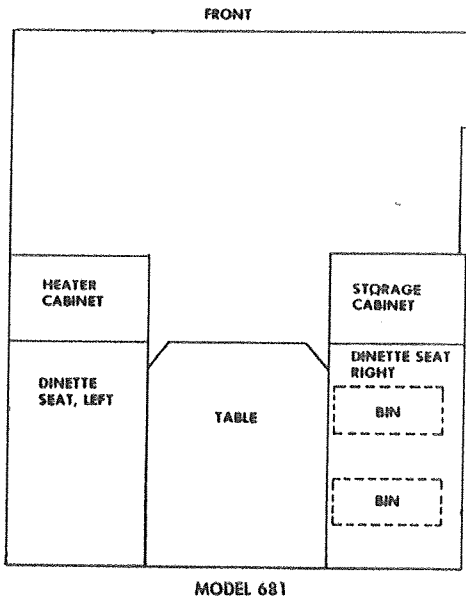 FRONT
HEATER
CABINET
STORAGE
CABINET
DINETTE
SEAT, LEFT
TABLE
DINETTE SEAT
RIGHT
BIN
BIN
MODEL 681